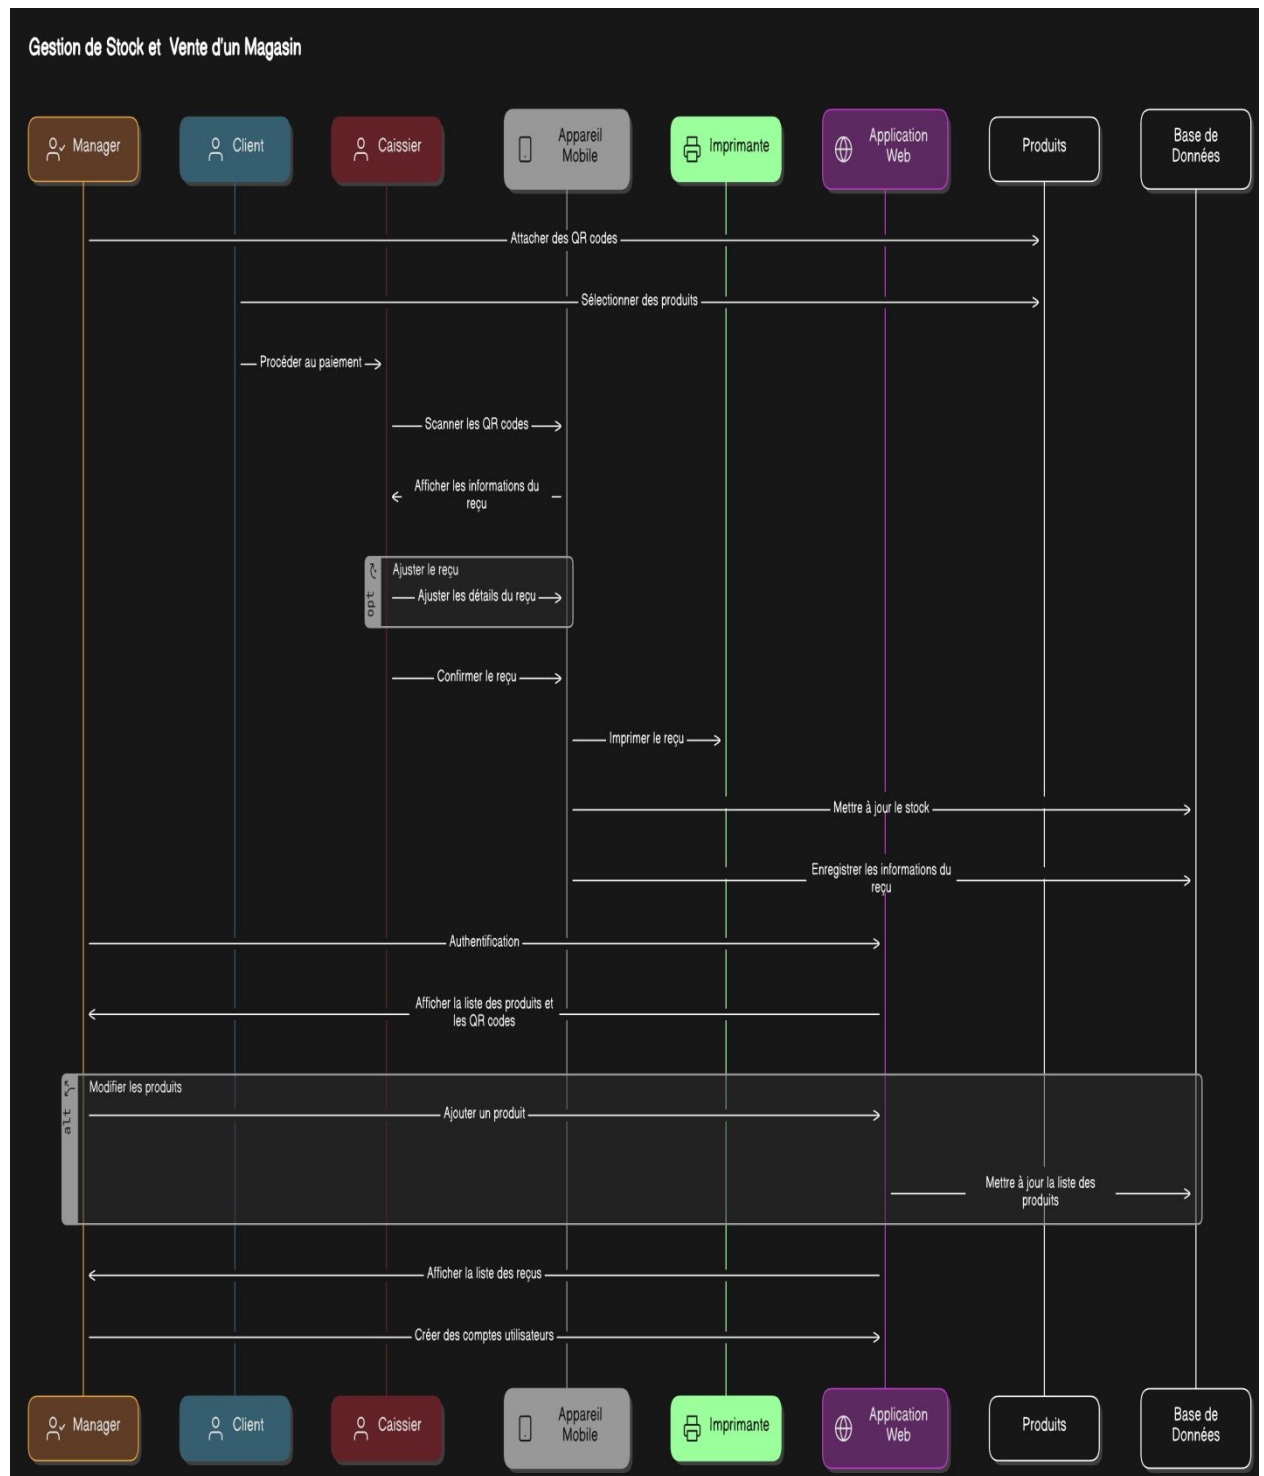 Gestion de Stock et Vente d'un Magasin
Manager
Client
Caissier
Appareil
Mobile
Imprimante
Application
Web
Produits
Base de
Données
Attacher des QR codes
Sélectionner des produits
Procéder au paiement
Scanner les QR codes
Afficher les informations du
reçu
opt
Ajuster le reçu
Ajuster les détails du reçu
Confirmer le reçu
Imprimer le reçu
Mettre à jour le stock
Enregistrer les informations du
reçu
Authentification
Afficher la liste des produits et
les QR codes
alt
Modifier les produits
Ajouter un produit
Mettre à jour la liste des
produits
Afficher la liste des reçus
Créer des comptes utilisateurs
Manager
Client
Caissier
Appareil
Mobile
Imprimante
Application
Web
Produits
Base de
Données